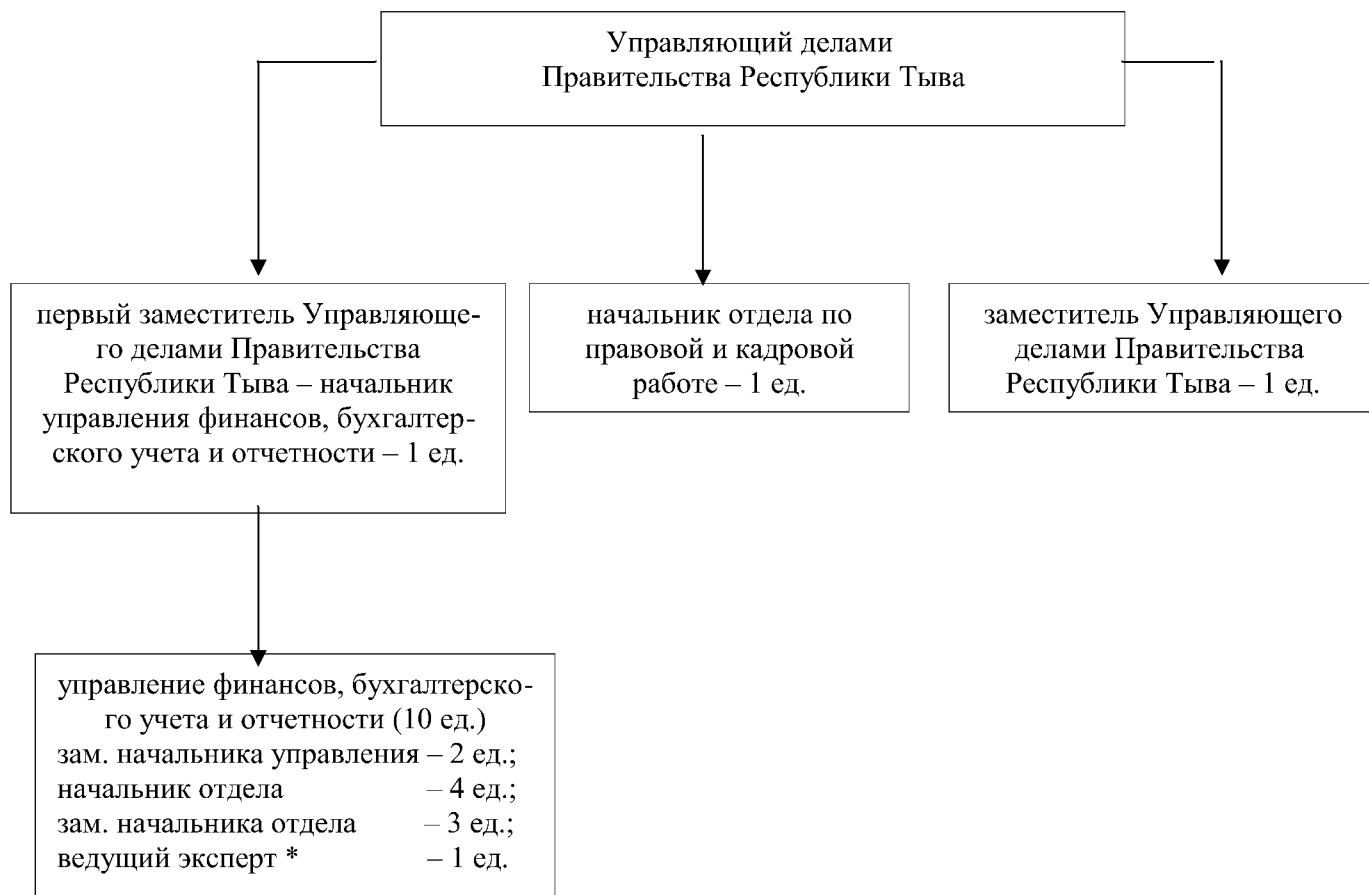 Управляющий делами
Правительства Республики Тыва
первый заместитель Управляюще-
го делами Правительства
Республики Тыва – начальник
управления финансов, бухгалтер-
ского учета и отчетности – 1 ед.
начальник отдела по
правовой и кадровой
работе – 1 ед.
заместитель Управляющего
делами Правительства
Республики Тыва – 1 ед.
управление финансов, бухгалтерско-
го учета и отчетности (10 ед.)
зам. начальника управления – 2 ед.;
начальник отдела – 4 ед.;
зам. начальника отдела – 3 ед.;
ведущий эксперт * – 1 ед.